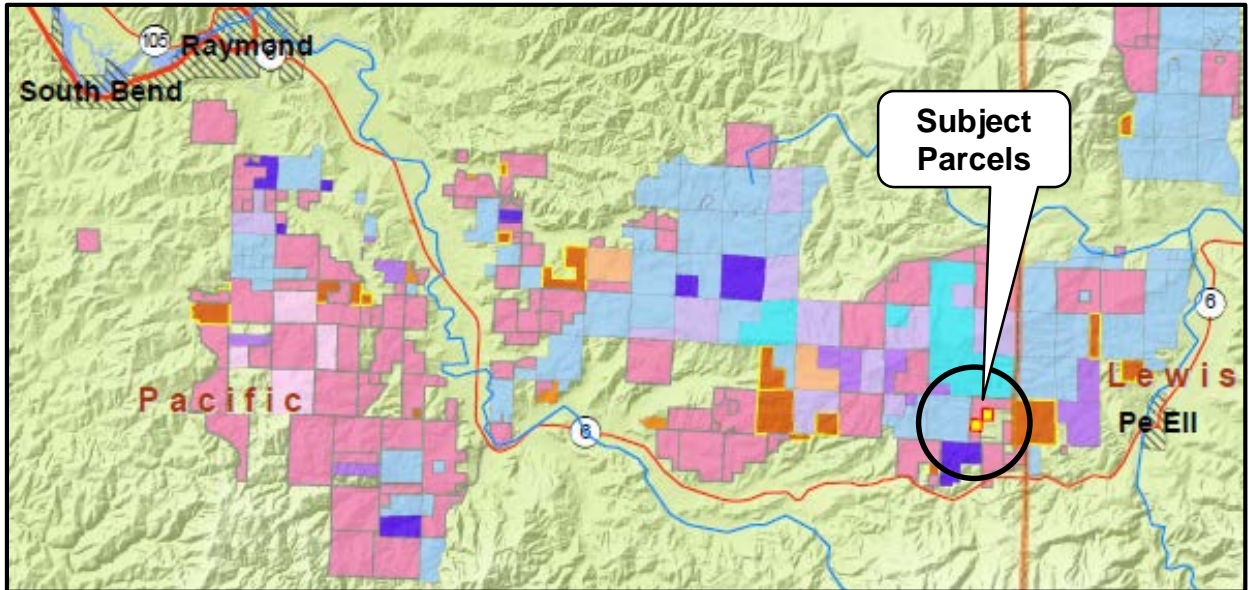 105
Raymond
6
South Bend
Subject
Parcels
6
Lewis
Pacific
Pe Ell
6